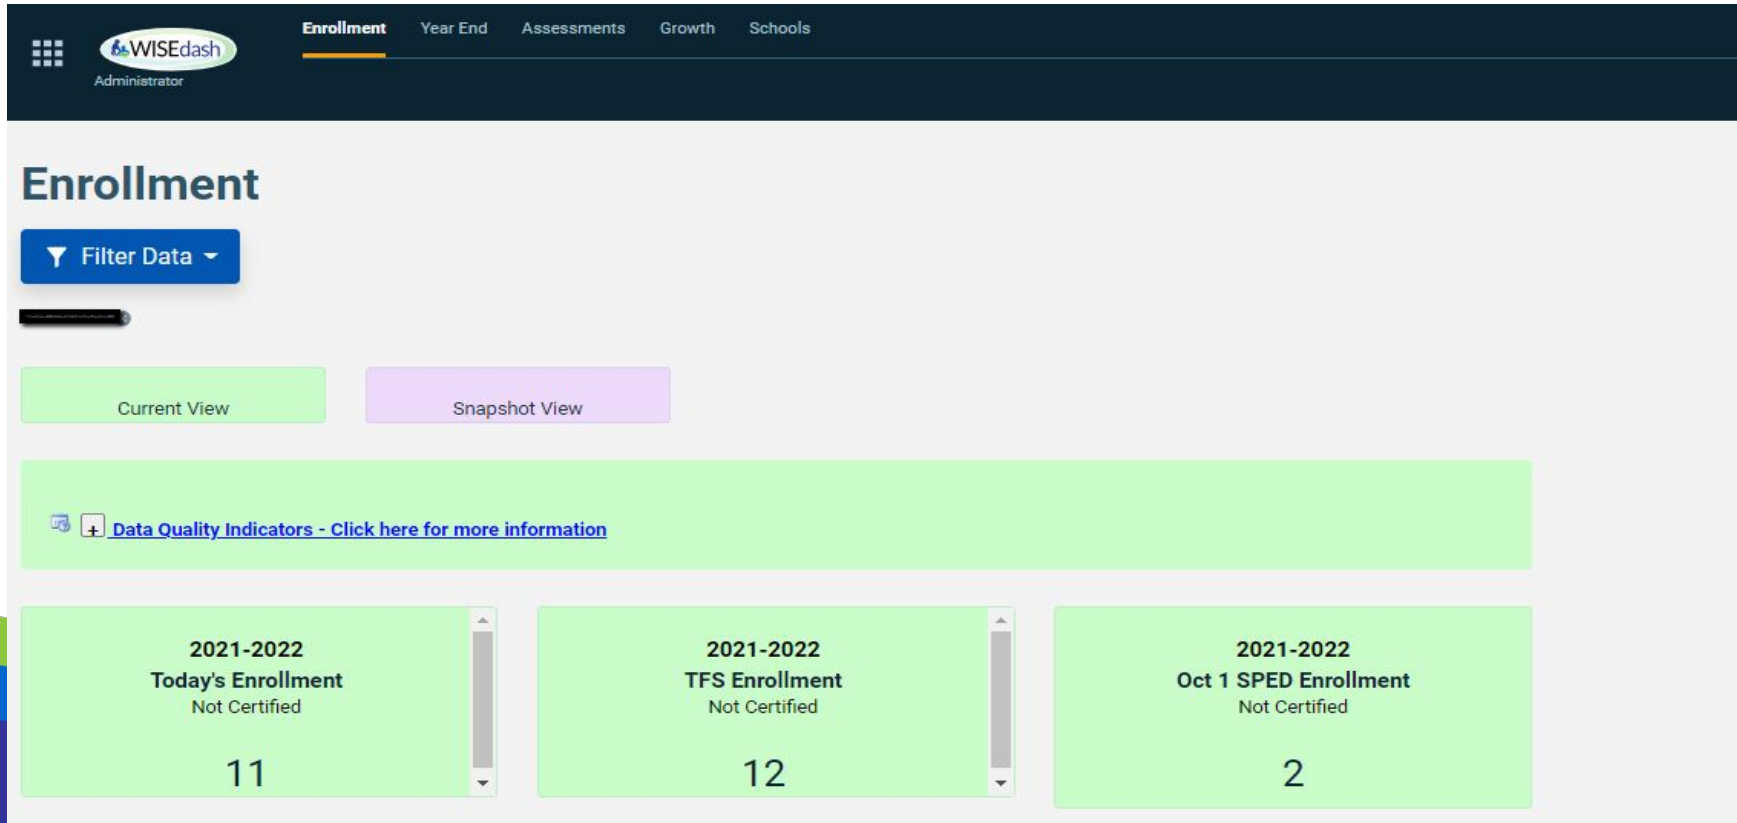 Enrollment Year End Assessments Growth Schools
WISEdash
Administrator
Enrollment
Filter Data
Current View Snapshot View
+ Data Quality Indicators - Click here for more information
2021-2022
Today's Enrollment
Not Certified
11
2021-2022
TFS Enrollment
Not Certified
12
2021-2022
Oct 1 SPED Enrollment
Not Certified
2